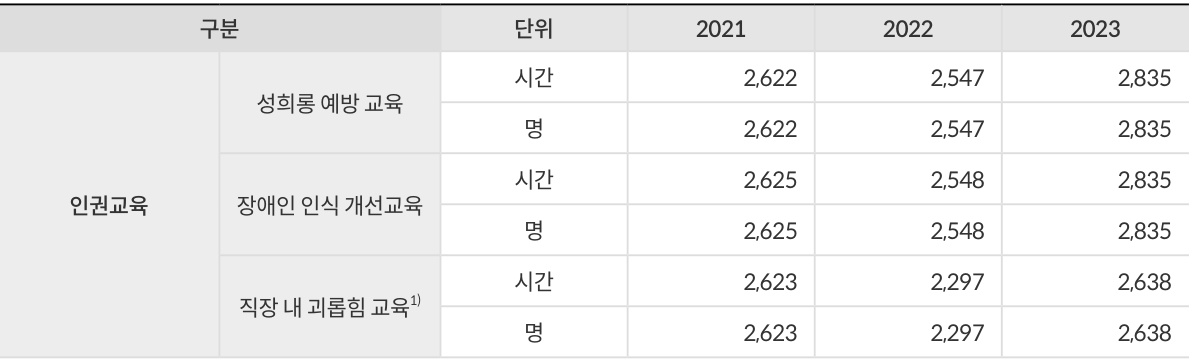 구분 단위 2021 2022 2023
인권교육 성희롱 예방 교육 시간 2,622 2,547 2,835
명 2,622 2,547 2,835
장애인 인식 개선교육 시간 2,625 2,548 2,835
명 2,625 2,548 2,835
직장 내 괴롭힘 교육1) 시간 2,623 2,297 2,638
명 2,623 2,297 2,638